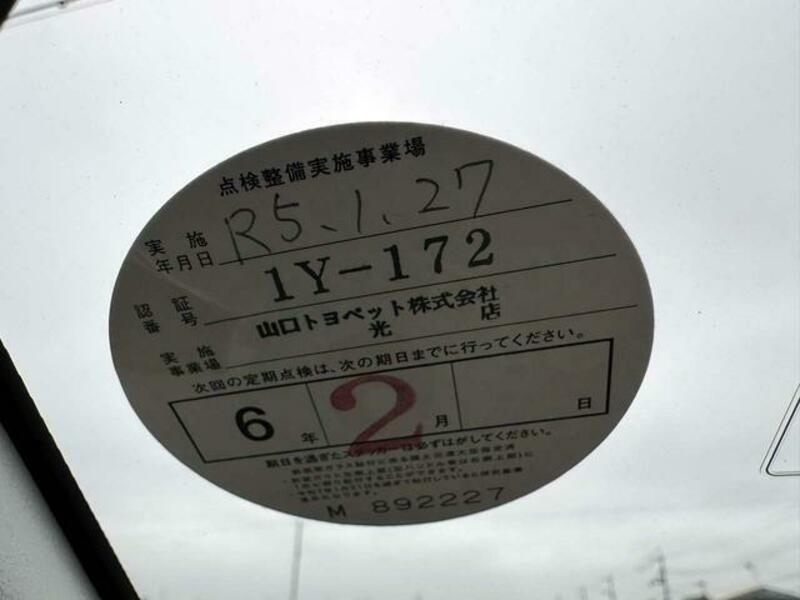 点検整備実施事業場
実施年月日 R5.1.27
認証番号 1Y-172
実施事業場 山口トヨペット株式会社
光店
次回の定期点検は、次の期日までに行ってください。
6年 2月 日
期日を過ぎたステッカーは必ずはがしてください。
M 892227